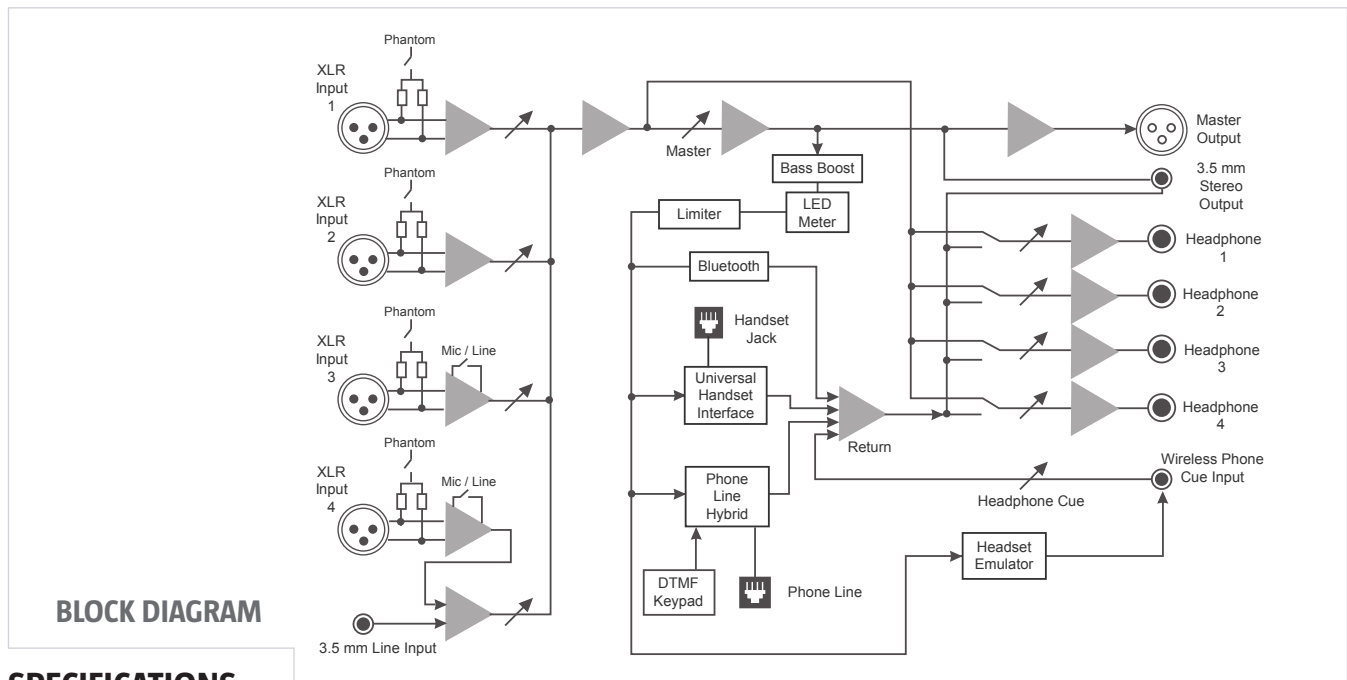 Phantom
XLR
Input
1
Phantom
XLR
Input
2
Phantom
XLR
Input
3
Mic / Line
Phantom
XLR
Input
4
Mic / Line
3.5 mm Line Input
Master
Bass Boost
LED
Meter
Limiter
Bluetooth
Handset
Jack
Universal
Handset
Interface
Return
Phone
Line
Hybrid
DTMF
Keypad
Phone Line
Master
Output
3.5 mm
Stereo
Output
Headphone
1
Headphone
2
Headphone
3
Headphone
4
Wireless Phone
Cue Input
Headphone Cue
Headset
Emulator
BLOCK DIAGRAM
SPECIFICATIONS